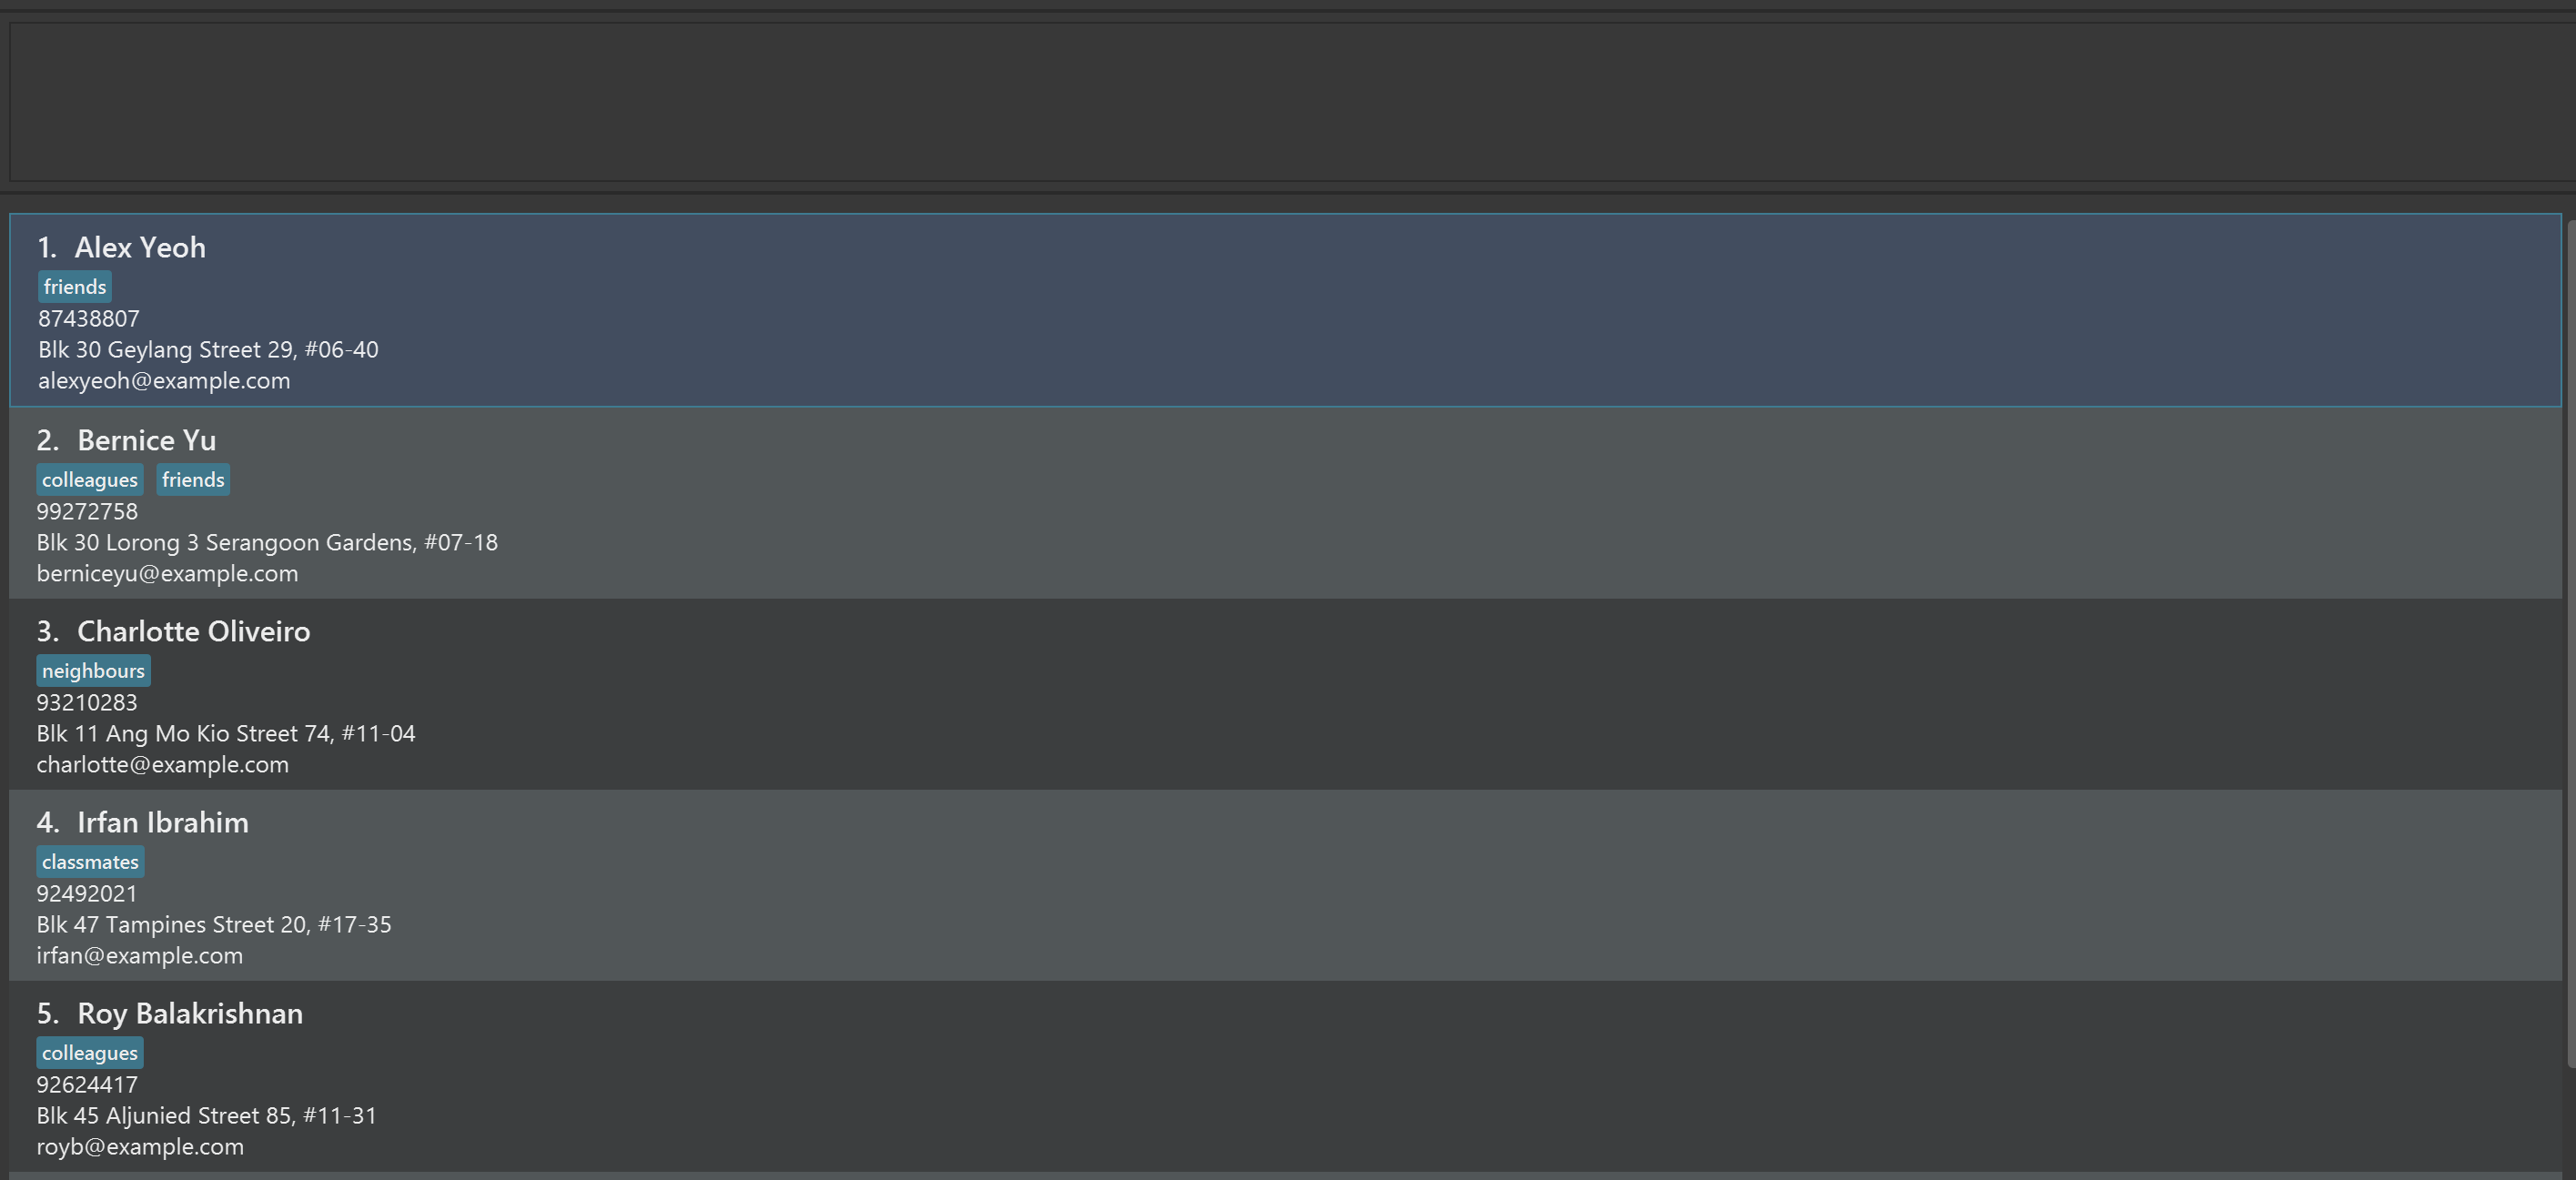 1. Alex Yeoh
friends
87438807
Blk 30 Geylang Street 29, #06-40
alexyeoh@example.com
2. Bernice Yu
colleagues friends
99272758
Blk 30 Lorong 3 Serangoon Gardens, #07-18
berniceyu@example.com
3. Charlotte Oliveiro
neighbours
93210283
Blk 11 Ang Mo Kio Street 74, #11-04
charlotte@example.com
4. Irfan Ibrahim
classmates
92492021
Blk 47 Tampines Street 20, #17-35
irfan@example.com
5. Roy Balakrishnan
colleagues
92624417
Blk 45 Aljunied Street 85, #11-31
royb@example.com